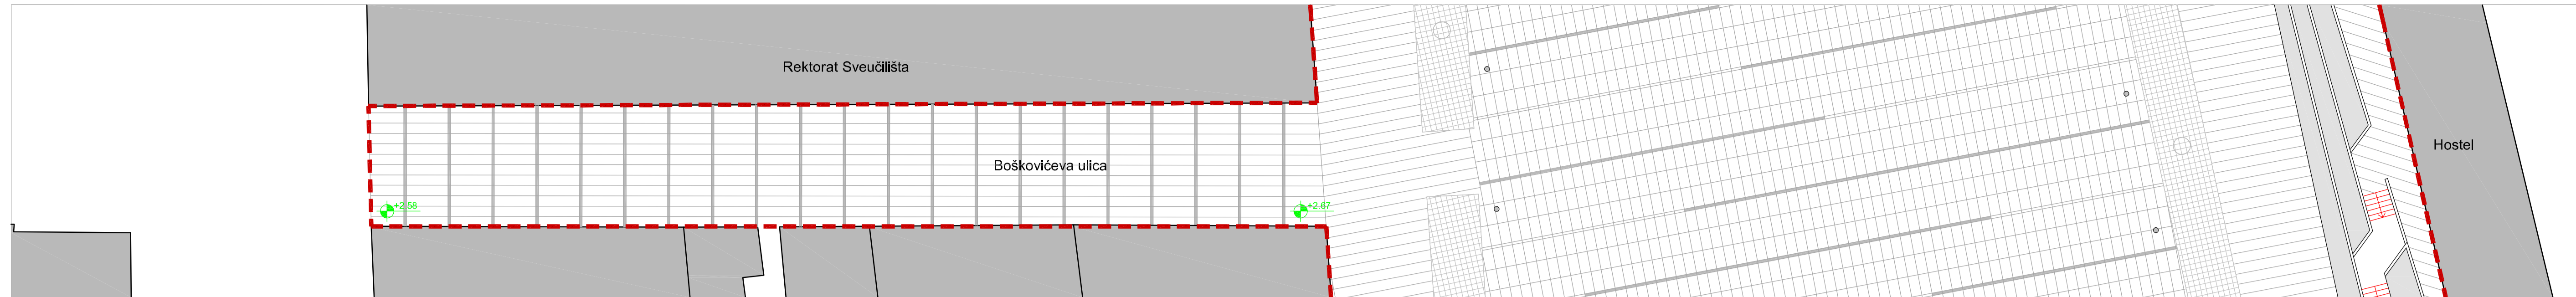 Rektorat Sveučilišta
Hostel
Boškovićeva ulica
+2.58
+2.67